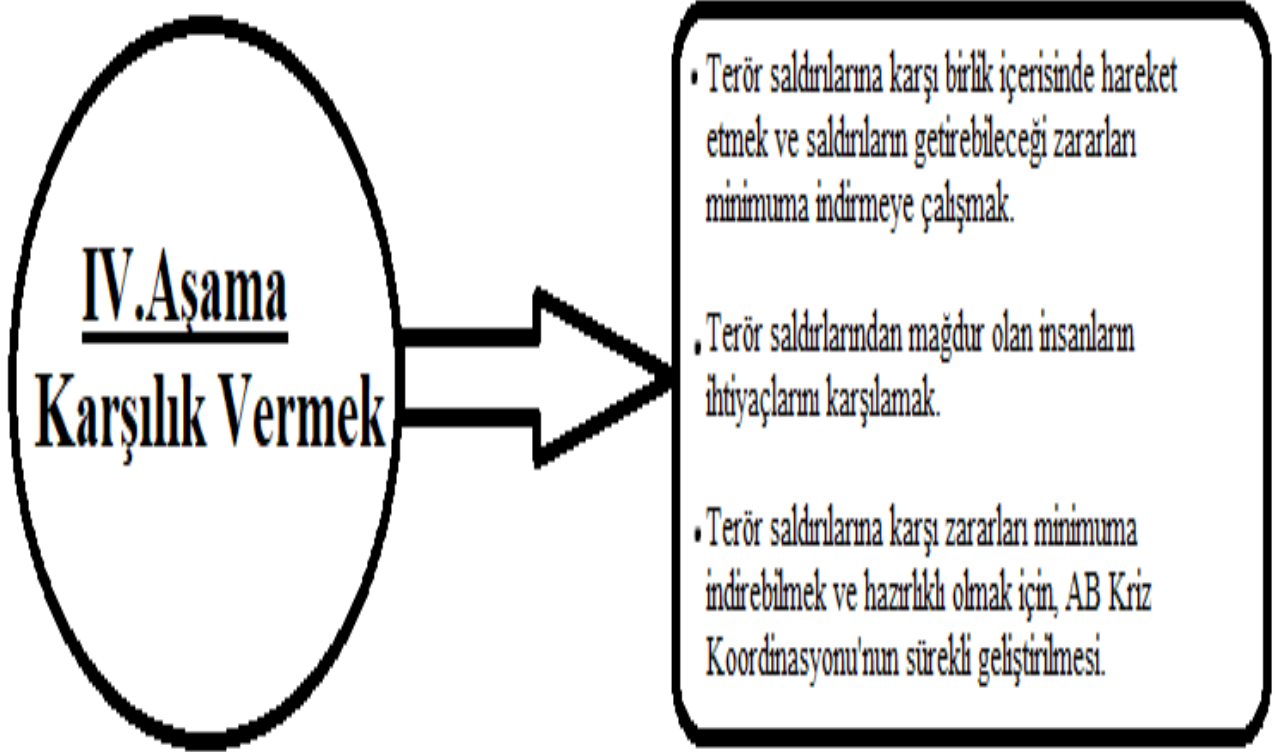 IV.Aşama
Karşılık Vermek
• Terör saldırılarına karşı birlik içerisinde hareket
etmek ve saldırıların getirebileceği zararları
minimuma indirmeye çalışmak.
• Terör saldırlarından mağdur olan insanların
ihtiyaçlarını karşılamak.
• Terör saldırılarına karşı zararları minimuma
indirebilmek ve hazırlıklı olmak için, AB Kriz
Koordinasyonu'nun sürekli geliştirilmesi.